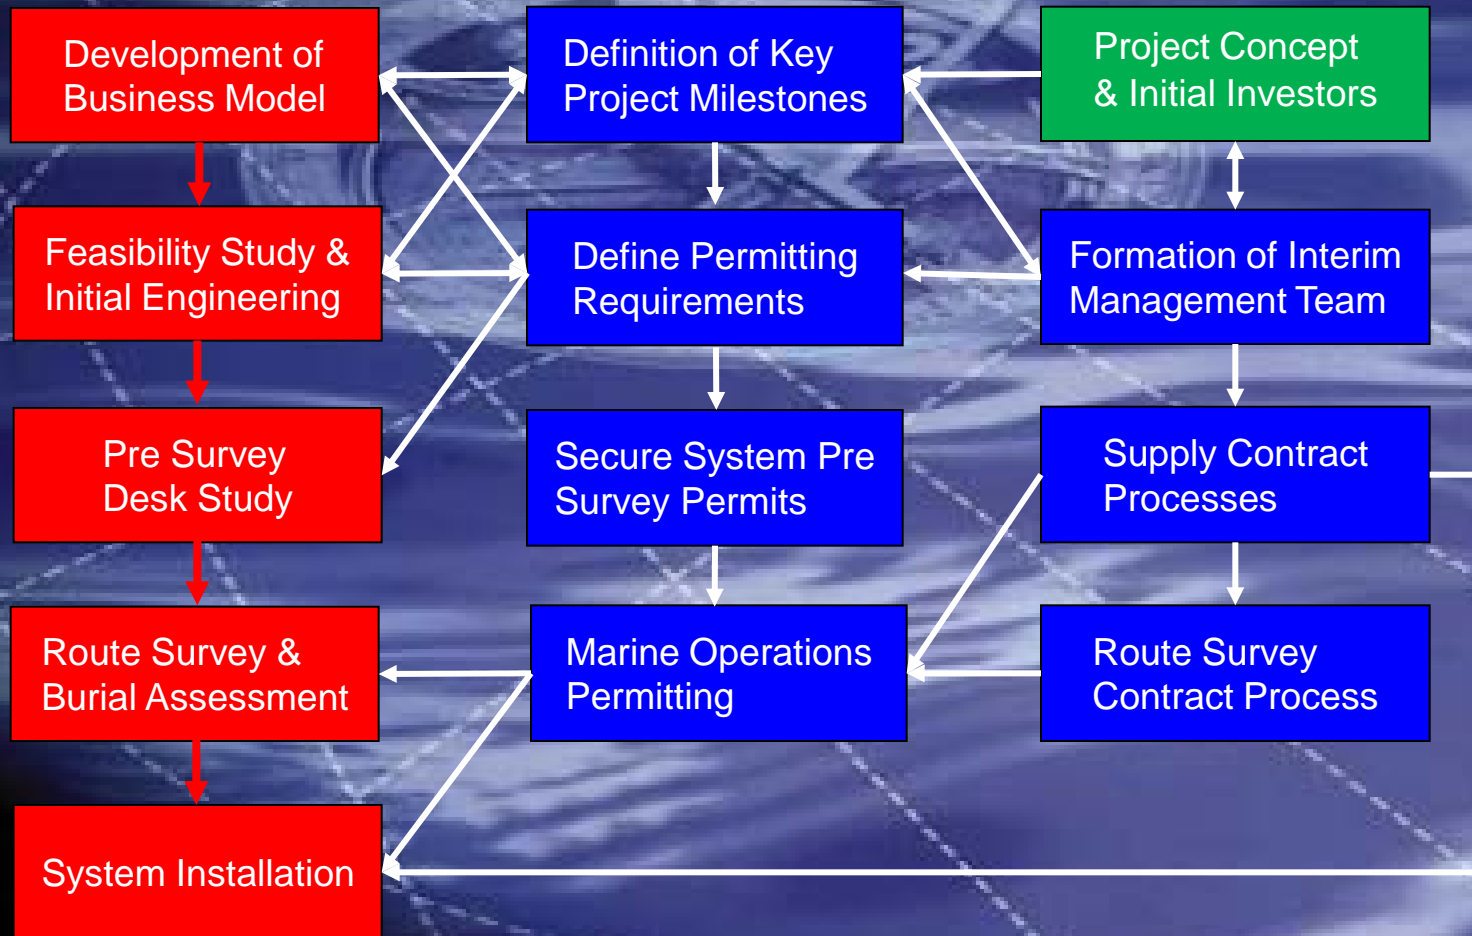 Development of
Business Model
Definition of Key
Project Milestones
Project Concept
& Initial Investors
Feasibility Study &
Initial Engineering
Define Permitting
Requirements
Formation of Interim
Management Team
Pre Survey
Desk Study
Secure System Pre
Survey Permits
Supply Contract
Processes
Route Survey &
Burial Assessment
Marine Operations
Permitting
Route Survey
Contract Process
System Installation